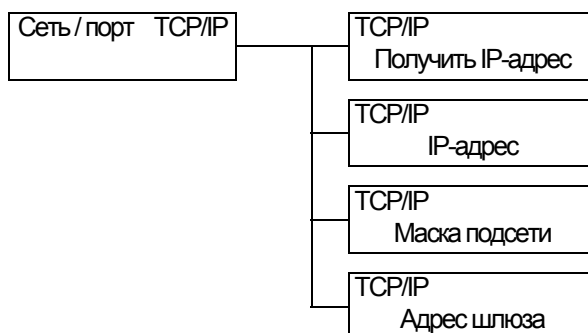 Сеть / порт TCP/IP
TCP/IP
Получить IP-адрес
TCP/IP
IP-адрес
TCP/IP
Маска подсети
TCP/IP
Адрес шлюза